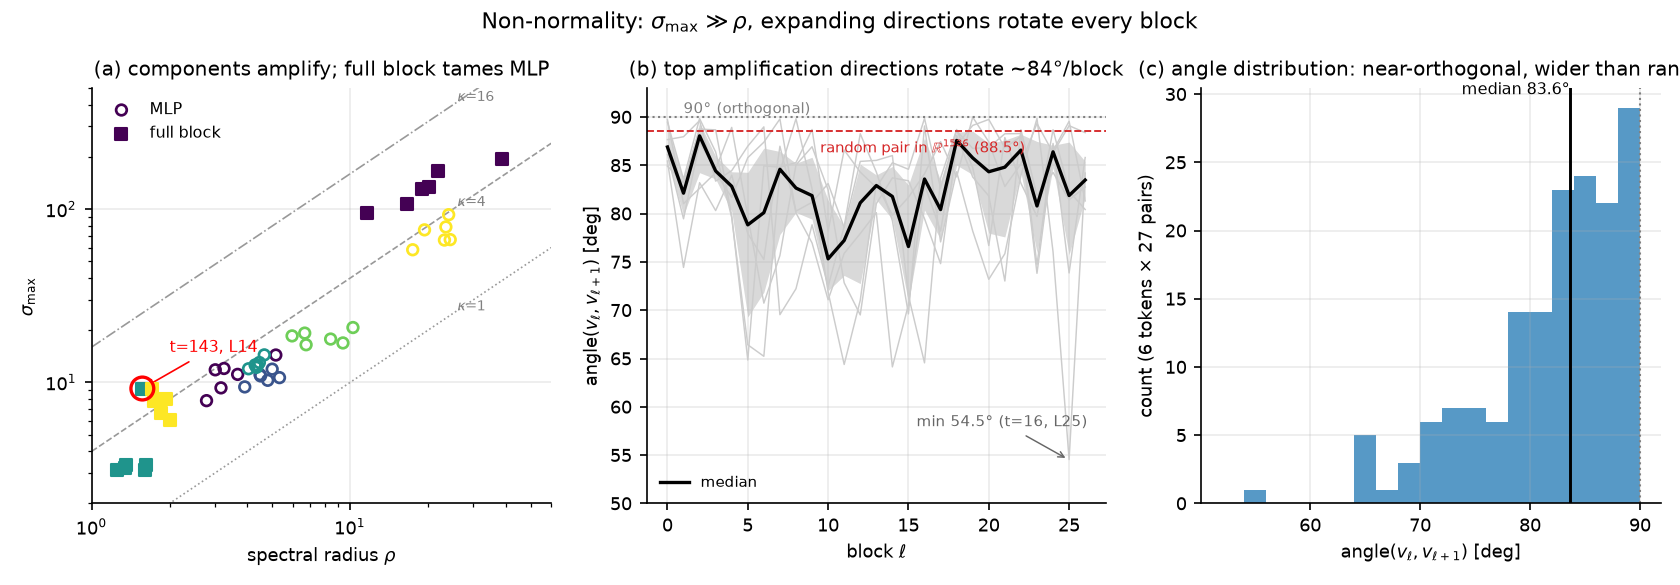 Non-normality: σmax ≫ ρ, expanding directions rotate every block
(a) components amplify; full block tames MLP
MLP
full block
κ=16
κ=4
κ=1
t=143, L14
10²
10¹
10⁰
10¹
σmax
spectral radius ρ
(b) top amplification directions rotate ~84°/block
90° (orthogonal)
random pair in ℝ¹⁵³⁶ (88.5°)
min 54.5° (t=16, L25)
median
90
85
80
75
70
65
60
55
50
0
5
10
15
20
25
angle(vℓ, vℓ+1) [deg]
block ℓ
(c) angle distribution: near-orthogonal, wider than ran
median 83.6°
30
25
20
15
10
5
0
60
70
80
90
count (6 tokens × 27 pairs)
angle(vℓ, vℓ+1) [deg]